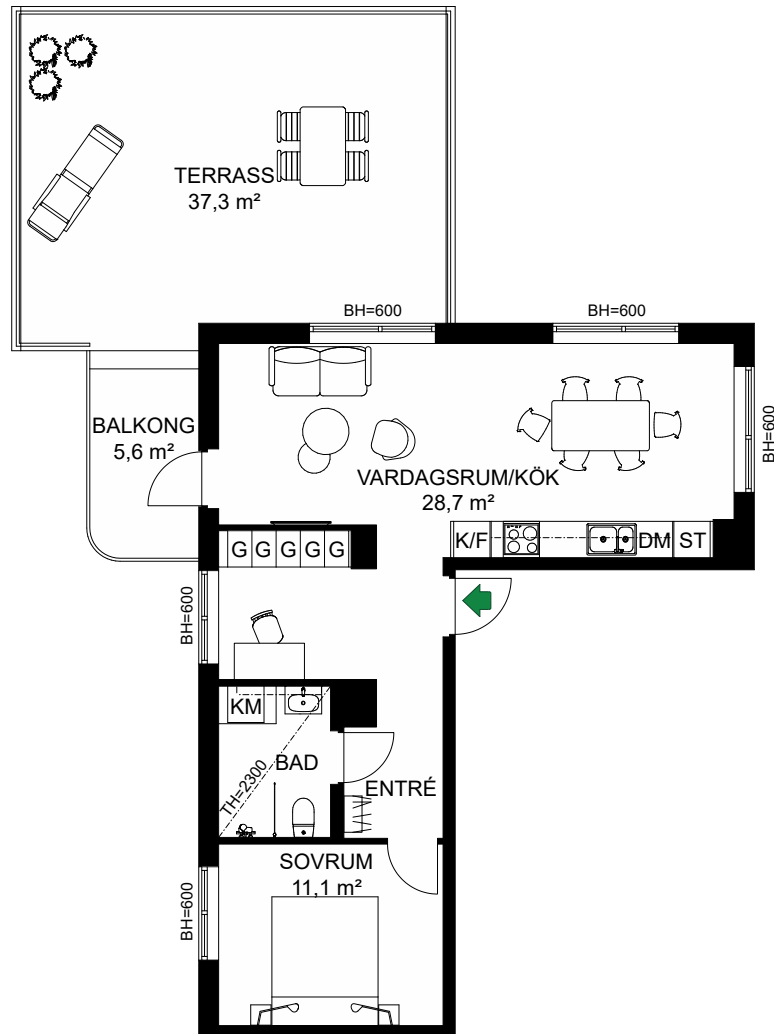 TERRASS
37,3 m²
BH=600
BH=600
BALKONG
5,6 m²
BH=600
VARDAGSRUM/KÖK
28,7 m²
G G G G G
K/F
DM
ST
BH=600
KM
BAD
TH=2300
ENTRÉ
SOVRUM
11,1 m²
BH=600